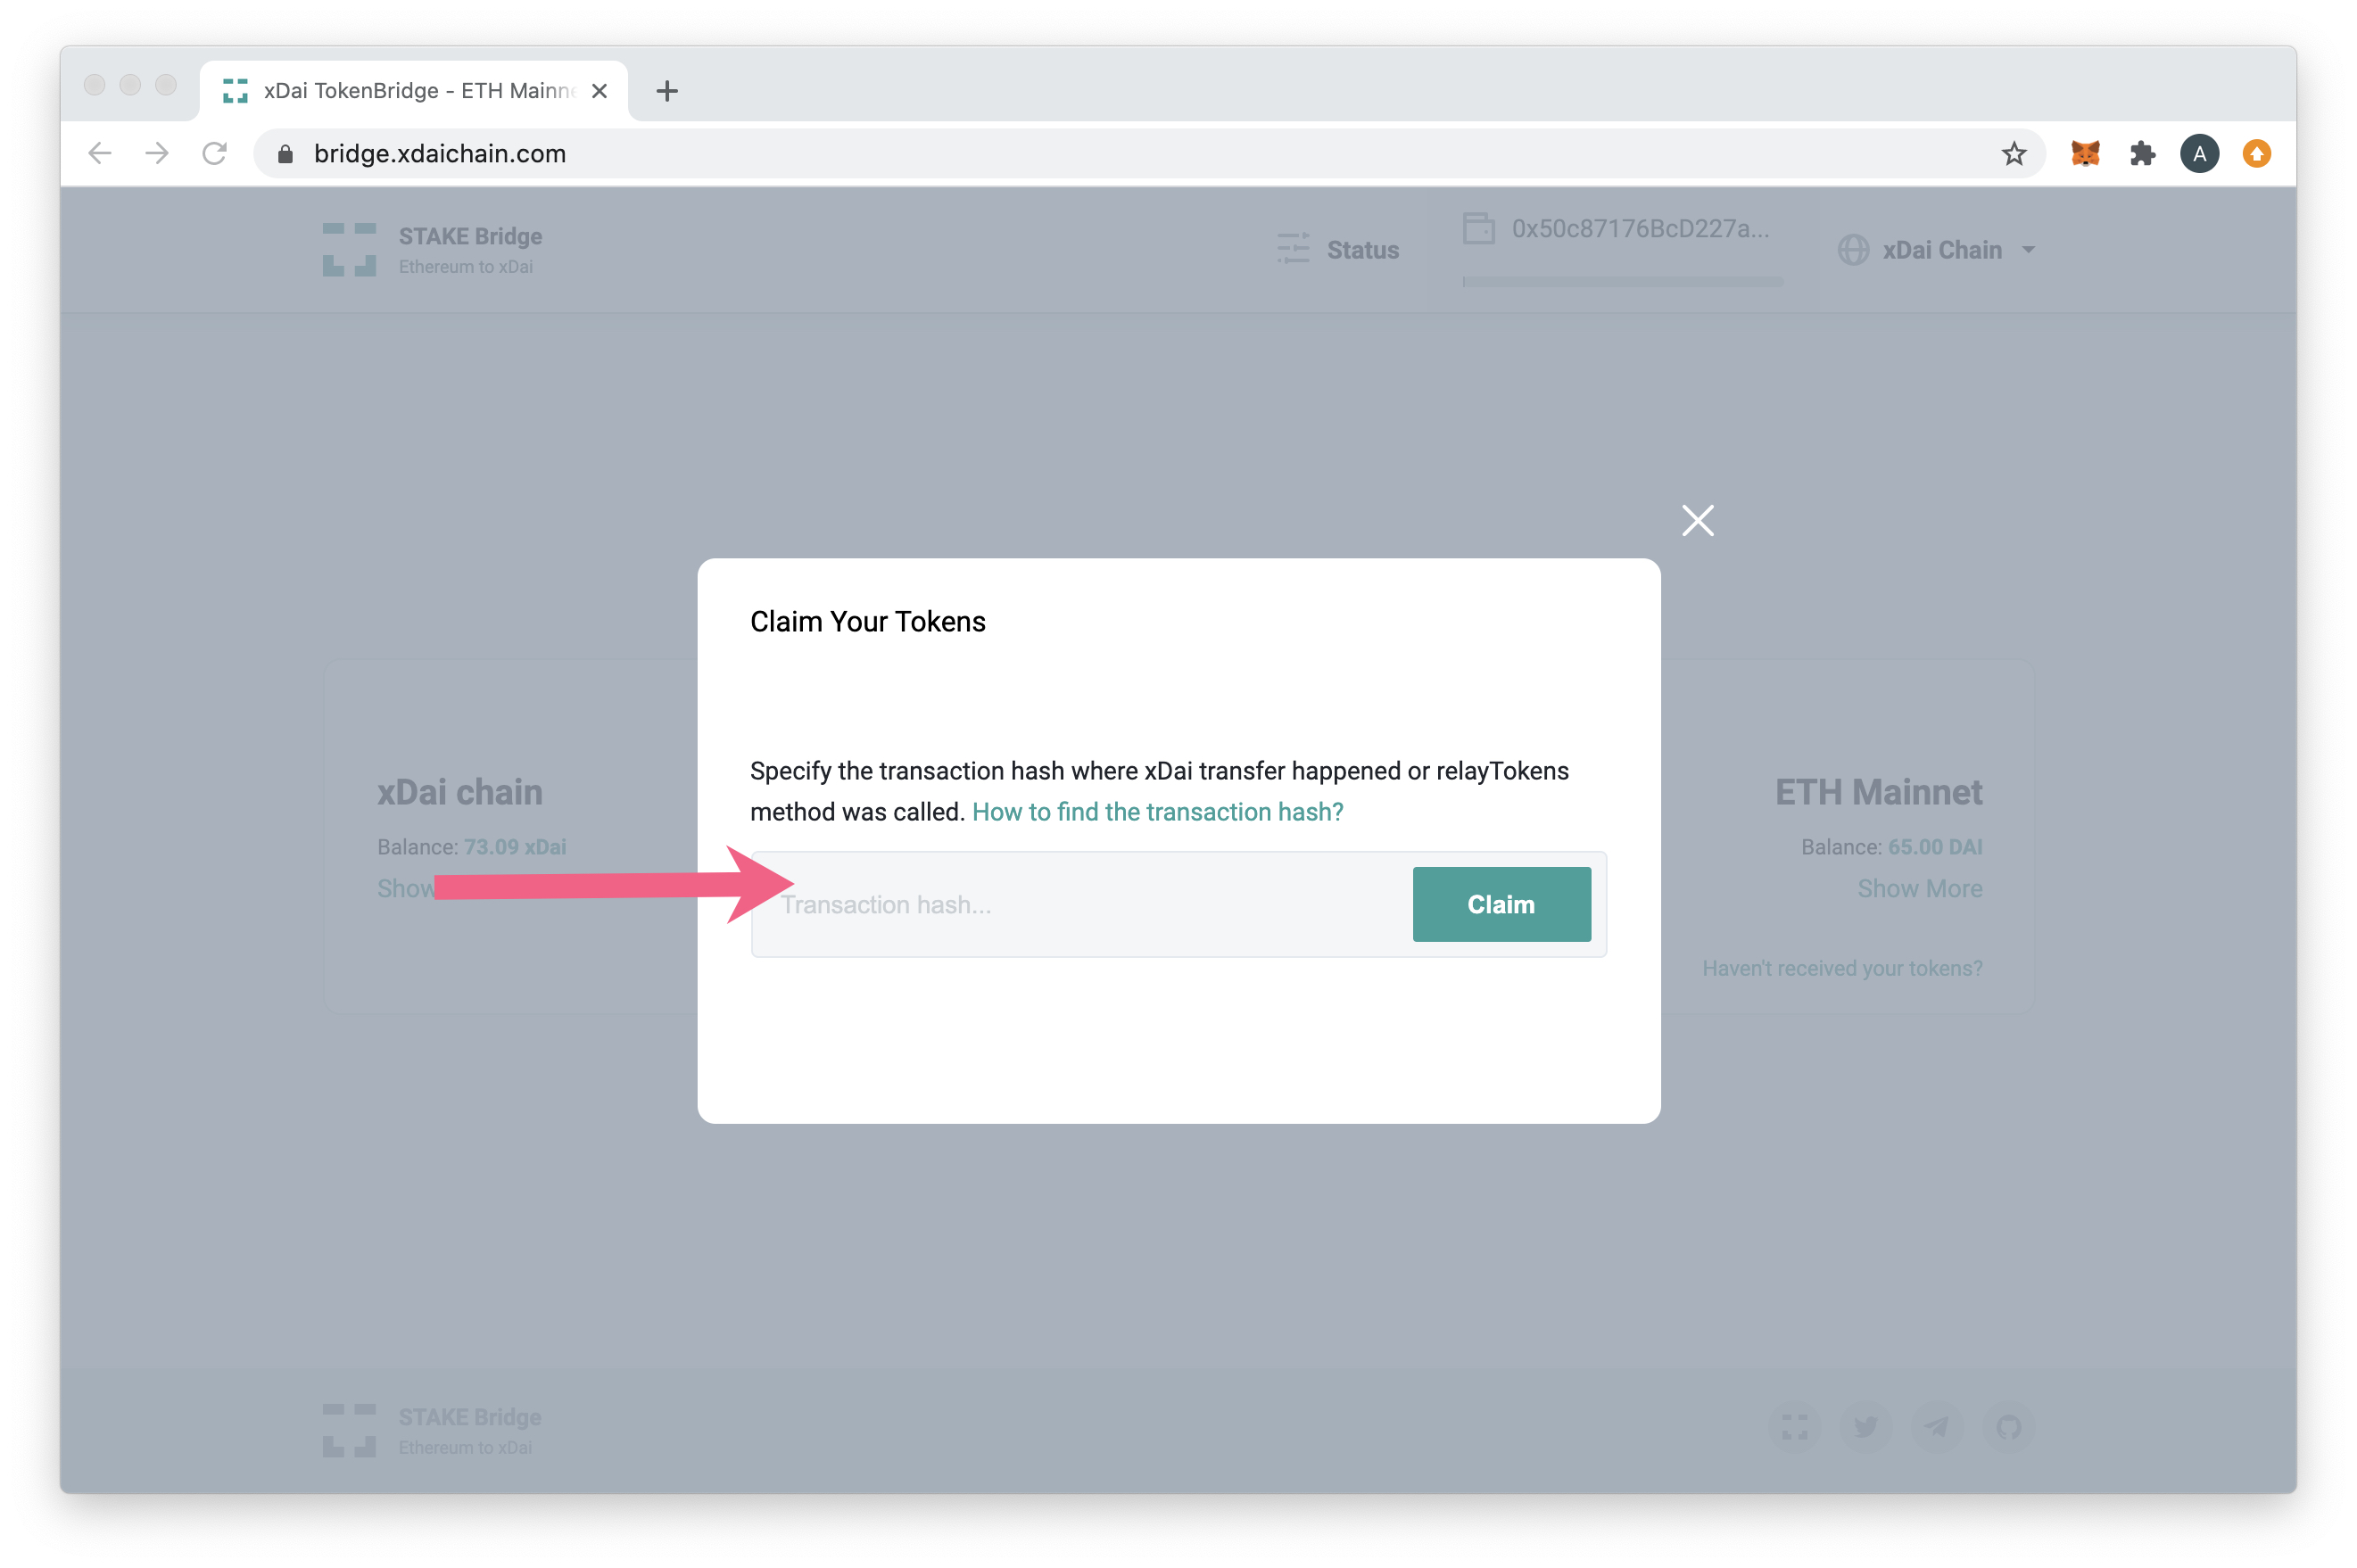 xDai TokenBridge - ETH Mainne
bridge.xdaichain.com
A
STAKE Bridge
Ethereum to xDai
Status
0x50c87176BcD227a...
xDai Chain
Claim Your Tokens
Specify the transaction hash where xDai transfer happened or relayTokens
method was called. How to find the transaction hash?
Transaction hash...
Claim
xDai chain
Balance: 73.09 xDai
Show
ETH Mainnet
Balance: 65.00 DAI
Show More
Haven't received your tokens?
STAKE Bridge
Ethereum to xDai